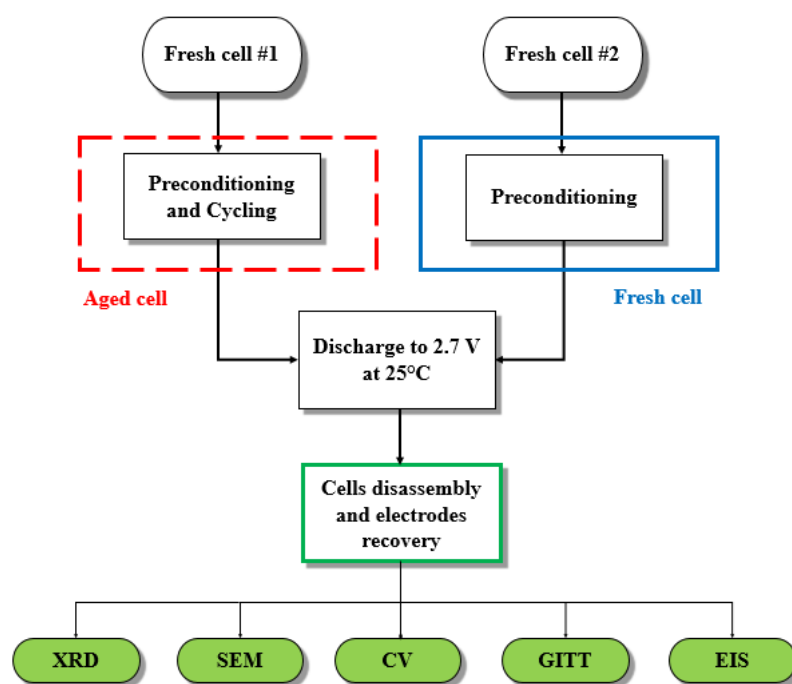 Fresh cell #1
Fresh cell #2
Preconditioning
and Cycling
Preconditioning
Aged cell
Fresh cell
Discharge to 2.7 V
at 25°C
Cells disassembly
and electrodes
recovery
XRD
SEM
CV
GITT
EIS